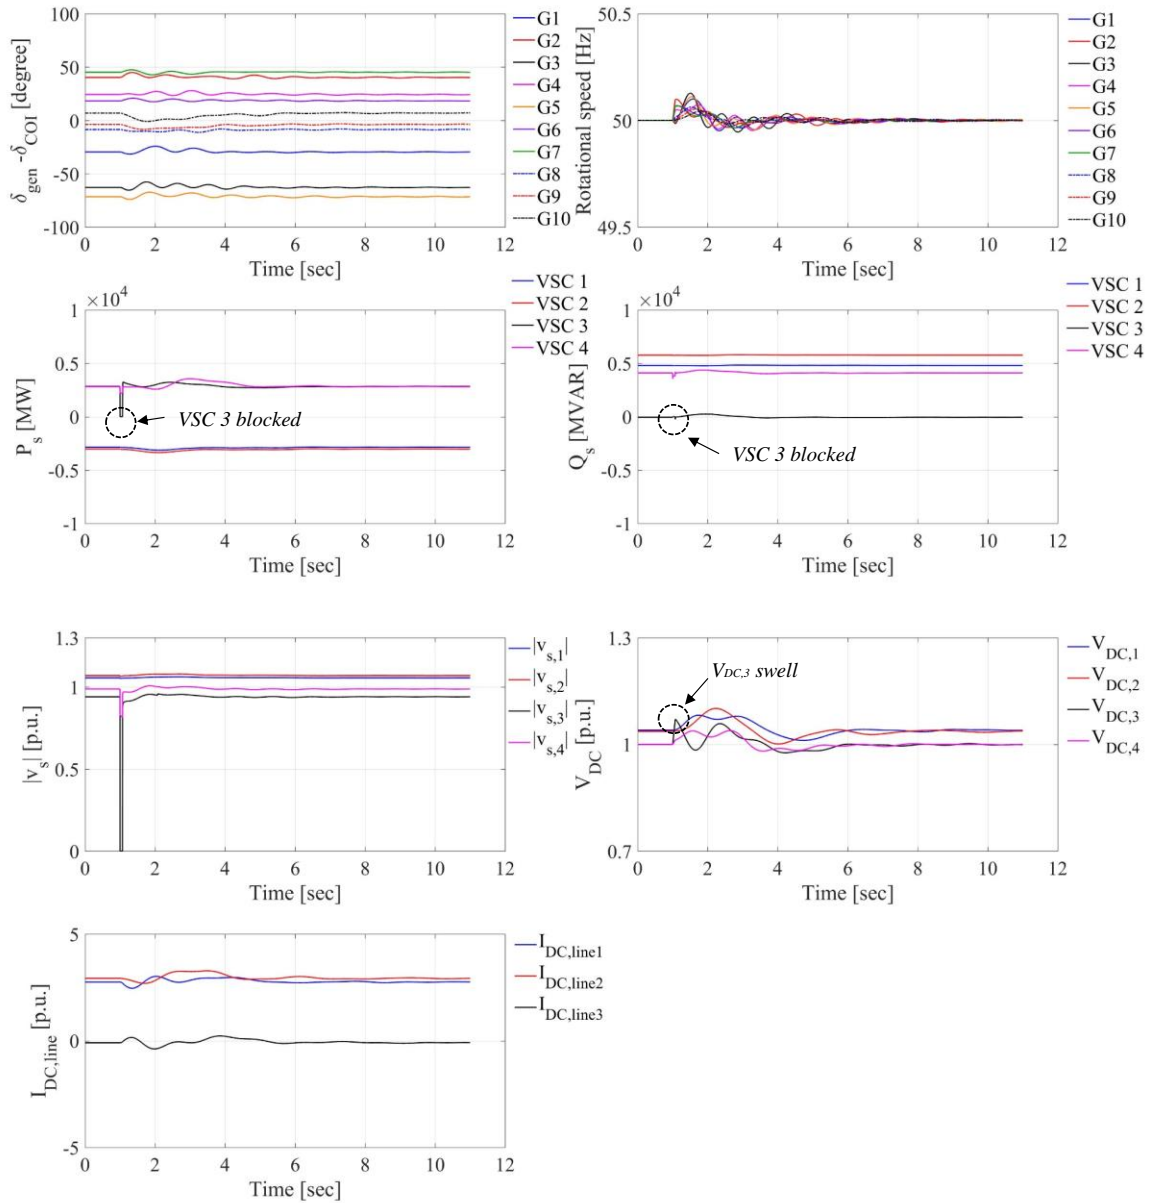 100
50
0
-50
-100
δgen -δCOI [degree]
0 2 4 6 8 10 12
Time [sec]
G1
G2
G3
G4
G5
G6
G7
G8
G9
G10
50.5
50
49.5
Rotational speed [Hz]
0 2 4 6 8 10 12
Time [sec]
G1
G2
G3
G4
G5
G6
G7
G8
G9
G10
×10^4
1
0.5
0
-0.5
-1
Ps [MW]
VSC 3 blocked
0 2 4 6 8 10 12
Time [sec]
VSC 1
VSC 2
VSC 3
VSC 4
×10^4
1
0.5
0
-0.5
-1
Qs [MVAR]
VSC 3 blocked
0 2 4 6 8 10 12
Time [sec]
VSC 1
VSC 2
VSC 3
VSC 4
1.3
1
0.5
0
|vs| [p.u.]
0 2 4 6 8 10 12
Time [sec]
|vs,1|
|vs,2|
|vs,3|
|vs,4|
1.3
1
0.7
VDC [p.u.]
VDC,3 swell
0 2 4 6 8 10 12
Time [sec]
VDC,1
VDC,2
VDC,3
VDC,4
5
0
-5
IDC,line [p.u.]
0 2 4 6 8 10 12
Time [sec]
IDC,line1
IDC,line2
IDC,line3